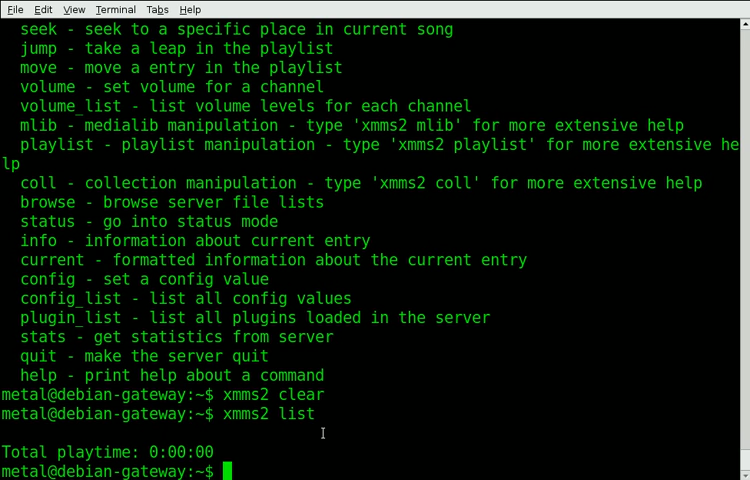 File Edit View Terminal Tabs Help
seek - seek to a specific place in current song
jump - take a leap in the playlist
move - move a entry in the playlist
volume - set volume for a channel
volume_list - list volume levels for each channel
mlib - medialib manipulation - type 'xmms2 mlib' for more extensive help
playlist - playlist manipulation - type 'xmms2 playlist' for more extensive he
lp
coll - collection manipulation - type 'xmms2 coll' for more extensive help
browse - browse server file lists
status - go into status mode
info - information about current entry
current - formatted information about the current entry
config - set a config value
config_list - list all config values
plugin_list - list all plugins loaded in the server
stats - get statistics from server
quit - make the server quit
help - print help about a command
metal@debian-gateway:~$ xmms2 clear
metal@debian-gateway:~$ xmms2 list
Total playtime: 0:00:00
metal@debian-gateway:~$